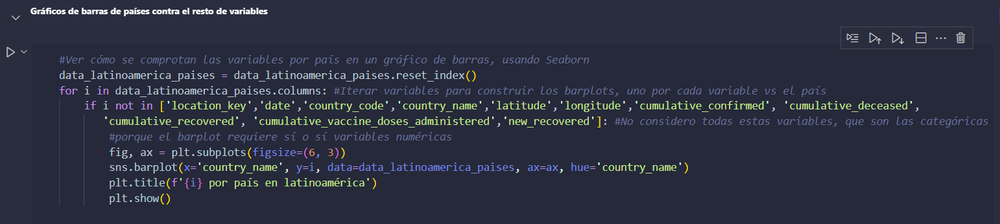 Gráficos de barras de países contra el resto de variables
#Ver cómo se comprotan las variables por país en un gráfico de barras, usando Seaborn
data_latinoamerica_paises = data_latinoamerica_paises.reset_index()
for i in data_latinoamerica_paises.columns: #Iterar variables para construir los barplots, uno por cada variable vs el país
if i not in ['location_key','date','country_code','country_name','latitude','longitude','cumulative_confirmed', 'cumulative_deceased',
'cumulative_recovered', 'cumulative_vaccine_doses_administered','new_recovered']: #No considero todas estas variables, que son las categóricas
#porque el barplot requiere sí o sí variables numéricas
fig, ax = plt.subplots(figsize=(6, 3))
sns.barplot(x='country_name', y=i, data=data_latinoamerica_paises, ax=ax, hue='country_name')
plt.title(f'{i} por país en latinoamérica')
plt.show()